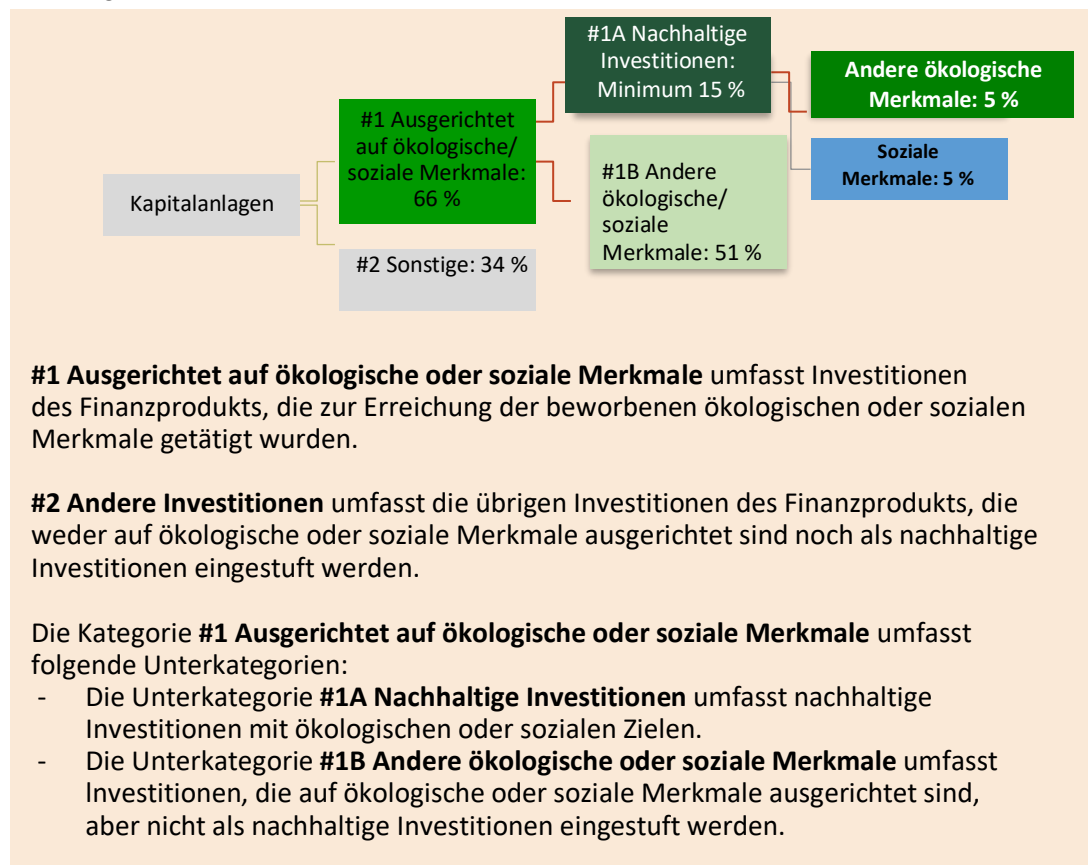 #1A Nachhaltige
Investitionen:
Minimum 15 %
Andere ökologische
Merkmale: 5 %
#1 Ausgerichtet
auf ökologische/
soziale Merkmale:
66 %
Soziale
Merkmale: 5 %
#1B Andere
ökologische/
soziale
Merkmale: 51 %
Kapitalanlagen
#2 Sonstige: 34 %
#1 Ausgerichtet auf ökologische oder soziale Merkmale umfasst Investitionen
des Finanzprodukts, die zur Erreichung der beworbenen ökologischen oder sozialen
Merkmale getätigt wurden.
#2 Andere Investitionen umfasst die übrigen Investitionen des Finanzprodukts, die
weder auf ökologische oder soziale Merkmale ausgerichtet sind noch als nachhaltige
Investitionen eingestuft werden.
Die Kategorie #1 Ausgerichtet auf ökologische oder soziale Merkmale umfasst
folgende Unterkategorien:
- Die Unterkategorie #1A Nachhaltige Investitionen umfasst nachhaltige
Investitionen mit ökologischen oder sozialen Zielen.
- Die Unterkategorie #1B Andere ökologische oder soziale Merkmale umfasst
Investitionen, die auf ökologische oder soziale Merkmale ausgerichtet sind,
aber nicht als nachhaltige Investitionen eingestuft werden.